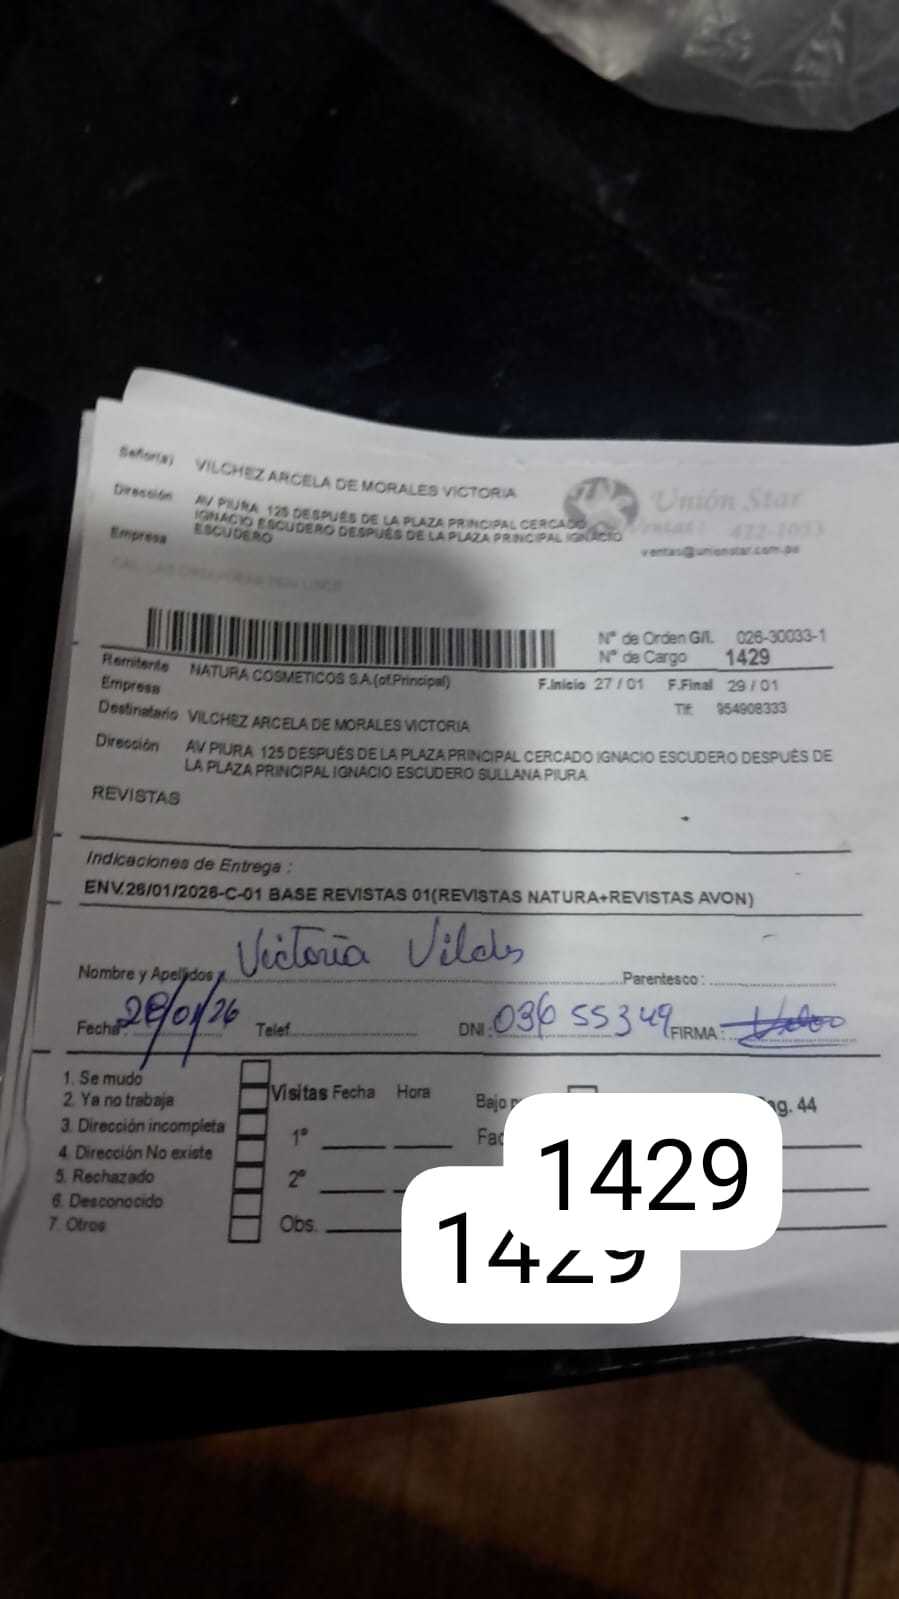 Señor(a) VILCHEZ ARCELA DE MORALES VICTORIA
Dirección AV PIURA 125 DESPUÉS DE LA PLAZA PRINCIPAL CERCADO
IGNACIO ESCUDERO DESPUÉS DE LA PLAZA PRINCIPAL IGNACIO
Empresa ESCUDERO
Unión Star
Ventas: 422-1053
ventas@unionstar.com.pe
N° de Orden G/I. 026-30033-1
N° de Cargo 1429
Remitente NATURA COSMETICOS S.A.(of.Principal)
Empresa
F.Inicio 27 / 01 F.Final 29 / 01
Destinatario VILCHEZ ARCELA DE MORALES VICTORIA
Tlf: 954908333
Dirección AV PIURA 125 DESPUÉS DE LA PLAZA PRINCIPAL CERCADO IGNACIO ESCUDERO DESPUÉS DE
LA PLAZA PRINCIPAL IGNACIO ESCUDERO SULLANA PIURA
REVISTAS
Indicaciones de Entrega :
ENV.26/01/2026-C-01 BASE REVISTAS 01(REVISTAS NATURA+REVISTAS AVON)
Nombre y Apellidos Victoria Parentesco :
Fecha: 28/01/26 Telef. DNI: 03655349 FIRMA :
1. Se mudo
2. Ya no trabaja
3. Dirección incompleta
4. Dirección No existe
5. Rechazado
6. Desconocido
7. Otros
Visitas Fecha Hora
1°
2°
Obs.
Bajo
Pag. 44
1429
1429